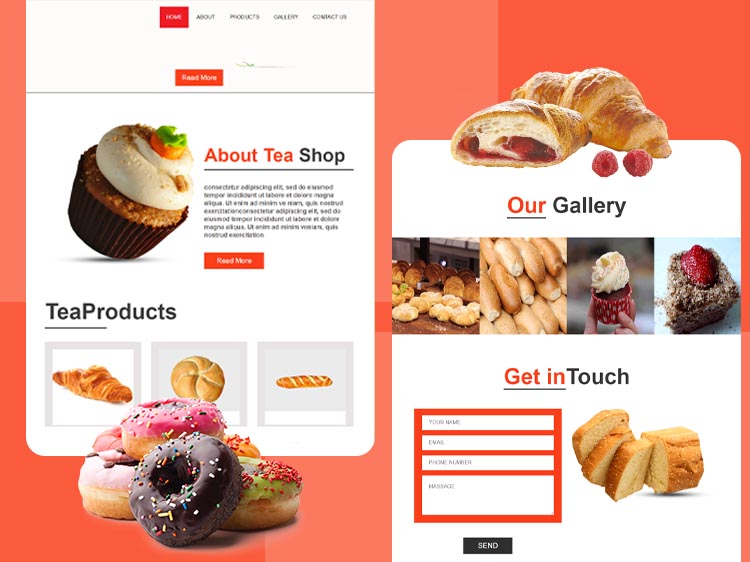 HOME ABOUT PRODUCTS GALLERY CONTACT US
Read More
About Tea Shop
consectetur adipiscing elit, sed do eiusmod
tempor incididunt ut labore et dolore magna
aliqua. Ut enim ad minim ve niam, quis nostrud
exercitationconsectetur adipiscing elit, sed do
eiusmod tempor incididunt ut labore et dolore
magna aliqua. Ut enim ad minim veniam, quis
nostrud exercitation
Read More
TeaProducts
Our Gallery
Get inTouch
YOUR NAME
EMAIL
PHONE NUMBER
MASSAGE
SEND